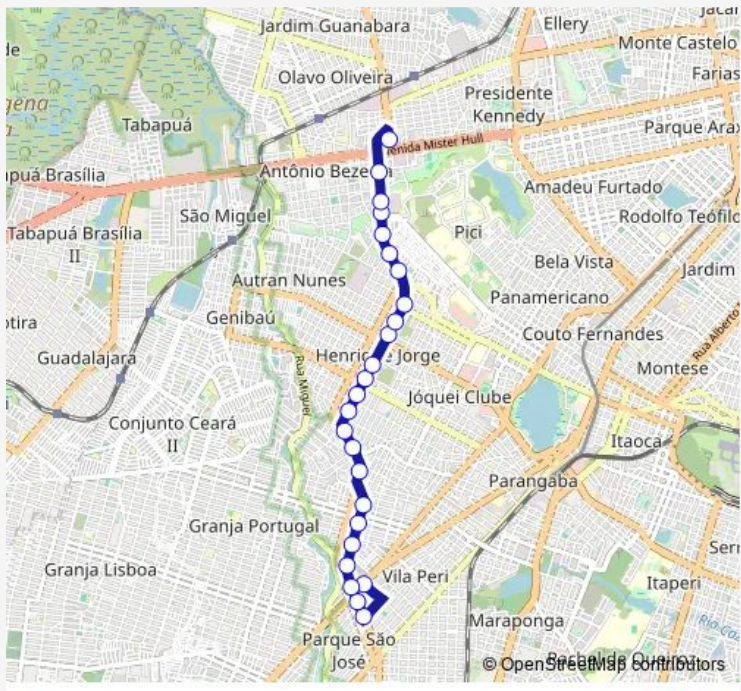 Jardim Guanabara
Ellery
Monte Castelo
Olavo Oliveira
Farias
Presidente
Kennedy
Tabapuá
Parque Arax
Avenida Mister Hull
Antônio Bezerra
Amadeu Furtado
São Miguel
Rodolfo Teófilo
Tabapuá Brasília
II
Pici
Bela Vista
Jardim
Autran Nunes
Panamericano
Genibaú
Couto Fernandes
Rua Alberto
Guadalajara
Henrique Jorge
Montese
Rua Miguel
Jóquei Clube
Conjunto Ceará
II
Itaoca
Parangaba
Granja Portugal
Granja Lisboa
Vila Peri
Itaperi
Maraponga
Parque São
José
© OpenStreetMap contributors